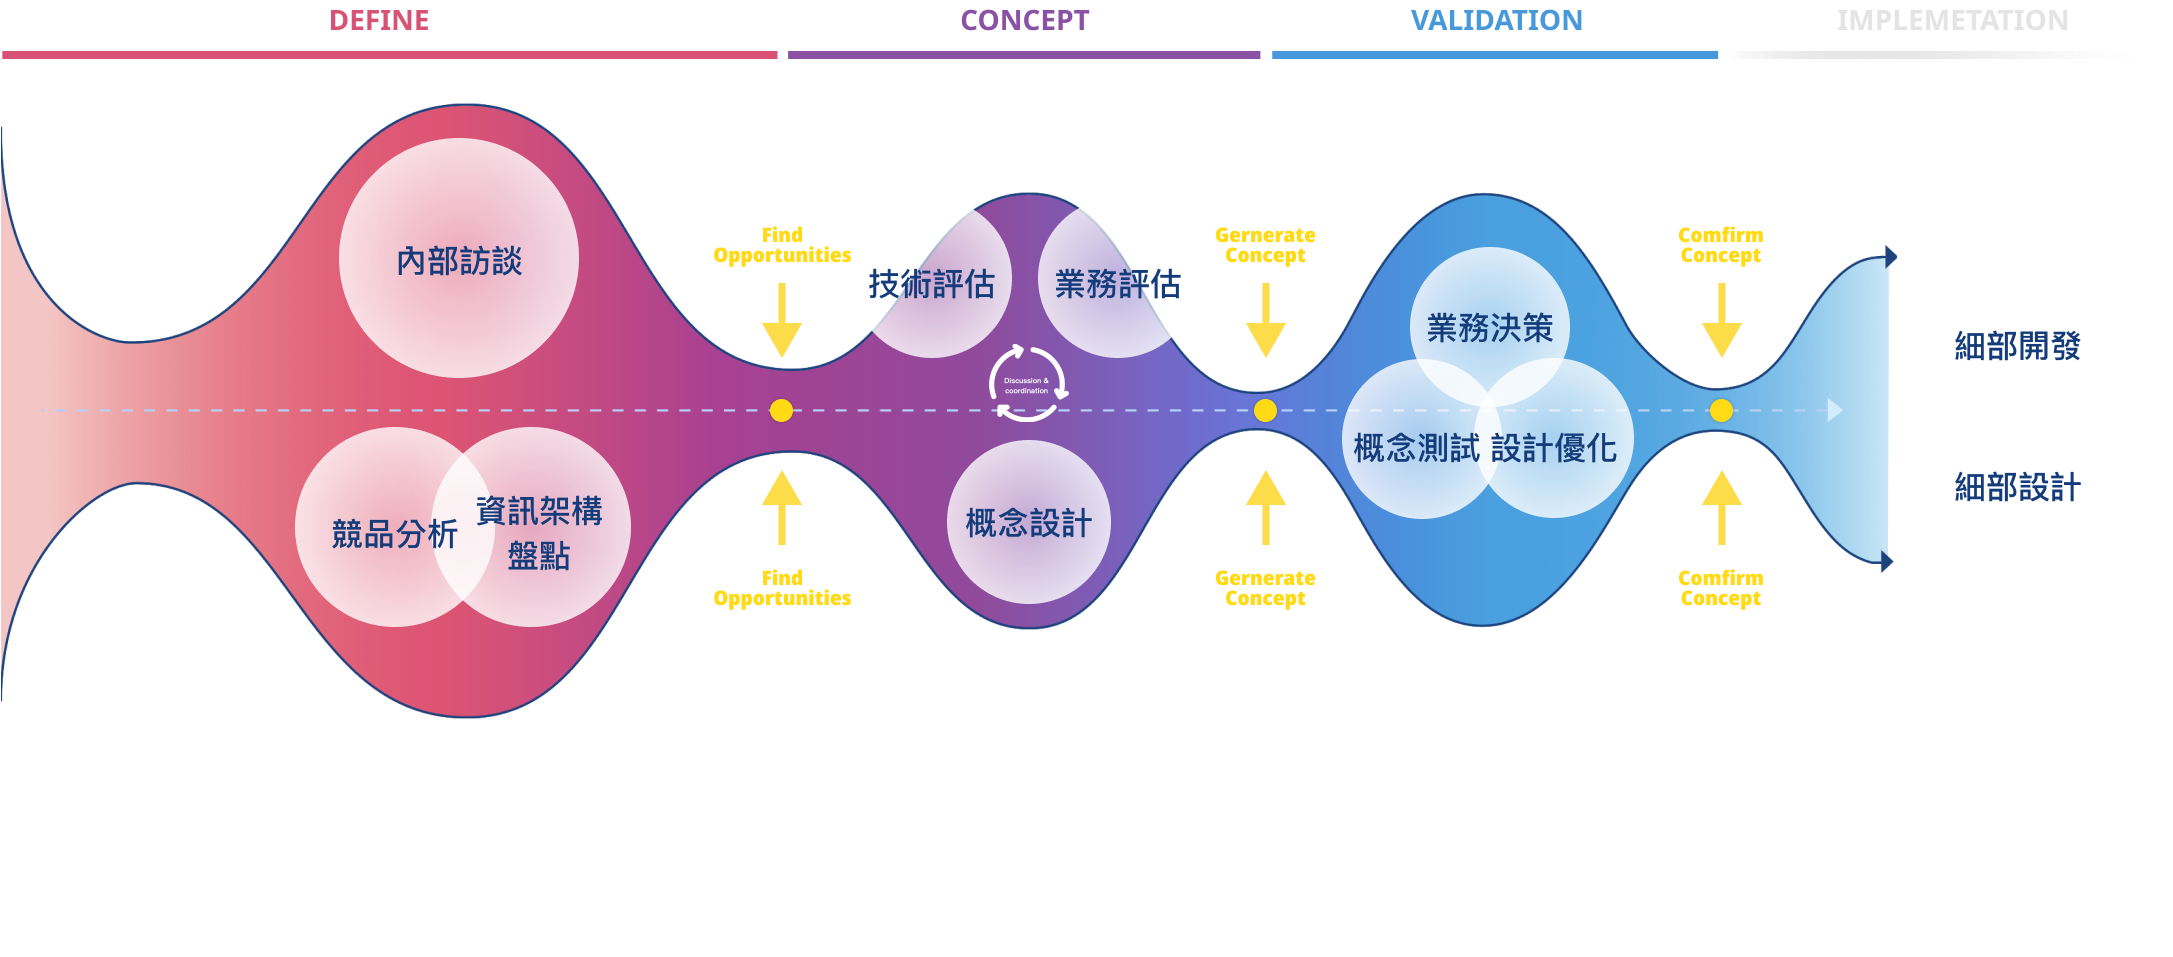 DEFINE
CONCEPT
VALIDATION
IMPLEMETATION
內部訪談
競品分析
資訊架構
盤點
Find
Opportunities
Find
Opportunities
技術評估
業務評估
Discussion &
coordination
概念設計
Gernerate
Concept
Gernerate
Concept
業務決策
概念測試
設計優化
Comfirm
Concept
Comfirm
Concept
細部開發
細部設計